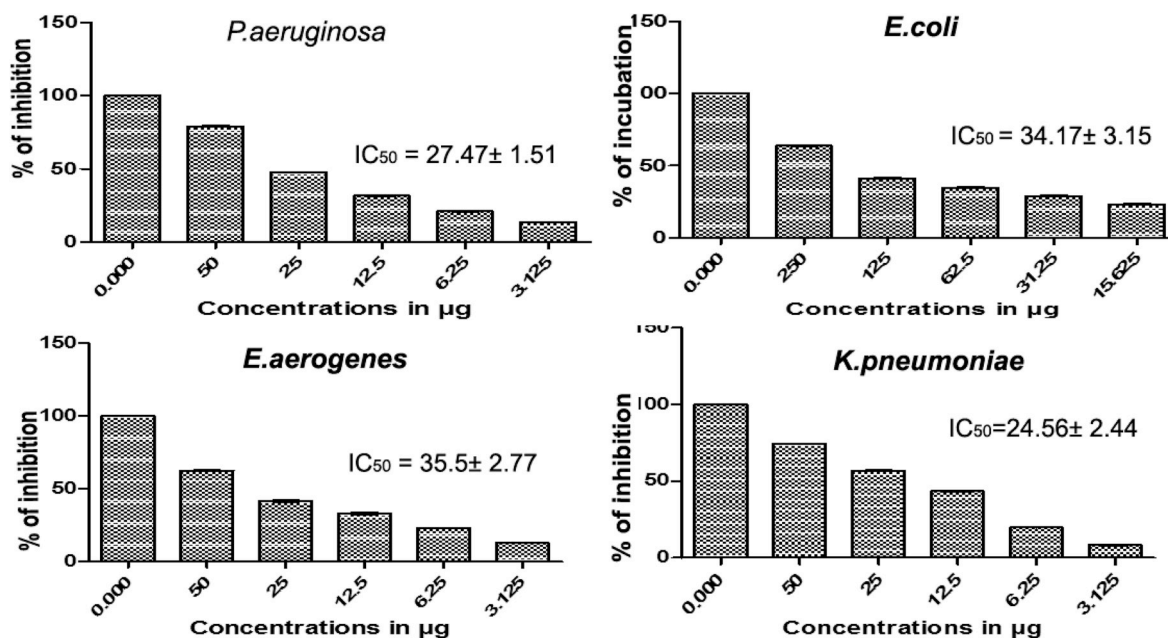 P.aeruginosa
% of inhibition
150
100
50
0
IC50 = 27.47± 1.51
0.000
50
25
12.5
6.25
3.125
Concentrations in µg
E.coli
% of incubation
150
00
50
0
IC50 = 34.17± 3.15
0.000
250
125
62.5
31.25
15.625
Concentrations in µg
E.aerogenes
% of inhibition
150
100
50
0
IC50 = 35.5± 2.77
0.000
50
25
12.5
6.25
3.125
Concentrations in µg
K.pneumoniae
% of inhibition
150
100
50
0
IC50=24.56± 2.44
0.000
50
25
12.5
6.25
3.125
Concentrations in µg